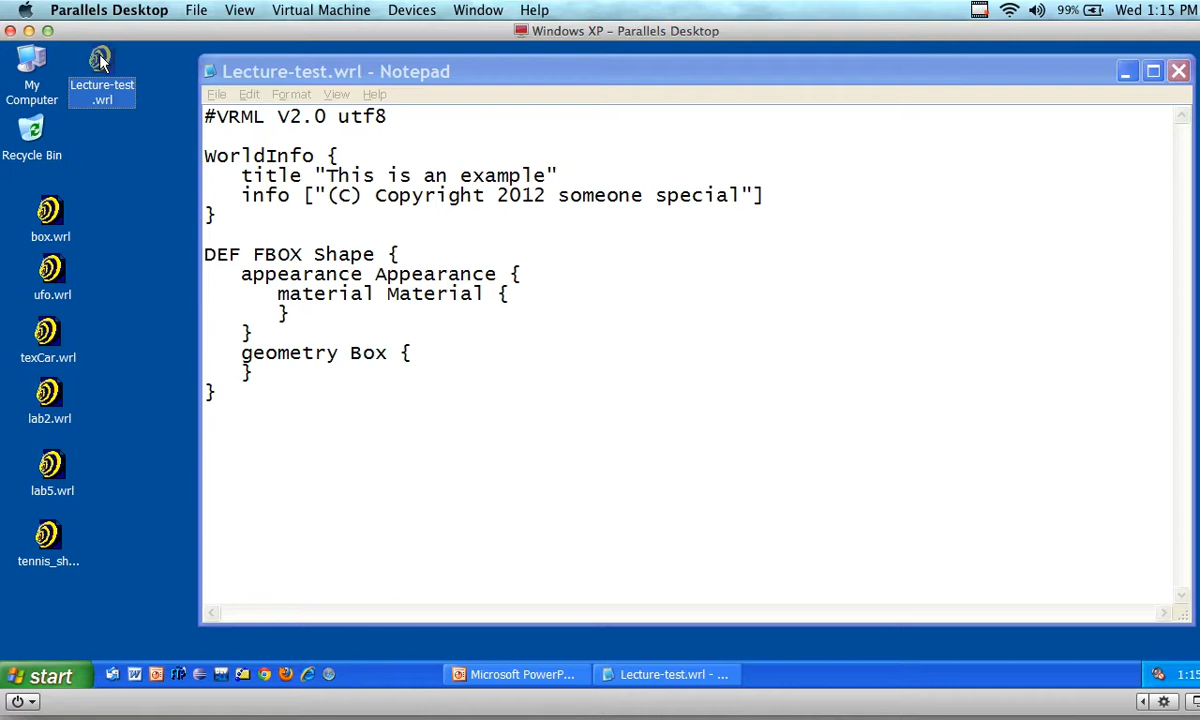 Parallels Desktop File View Virtual Machine Devices Window Help 99% Wed 1:15 PM
Windows XP - Parallels Desktop
My Computer
Lecture-test.wrl
Recycle Bin
box.wrl
ufo.wrl
texCar.wrl
lab2.wrl
lab5.wrl
tennis_sh...
Lecture-test.wrl - Notepad
File Edit Format View Help
#VRML V2.0 utf8
WorldInfo {
   title "This is an example"
   info ["(C) Copyright 2012 someone special"]
}
DEF FBOX Shape {
   appearance Appearance {
      material Material {
      }
   }
   geometry Box {
   }
}
start Microsoft PowerP... Lecture-test.wrl - ... 1:15